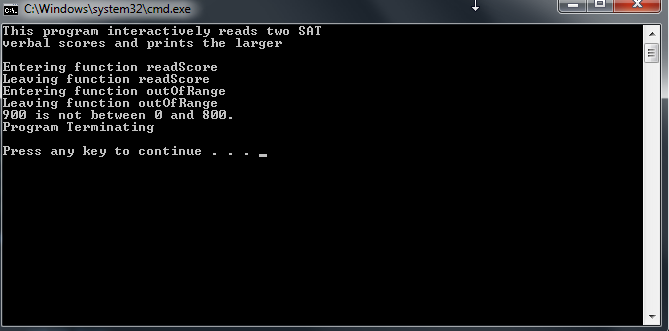 C:\Windows\system32\cmd.exe
This program interactively reads two SAT
verbal scores and prints the larger
Entering function readScore
Leaving function readScore
Entering function outOfRange
Leaving function outOfRange
900 is not between 0 and 800.
Program Terminating
Press any key to continue . . . _